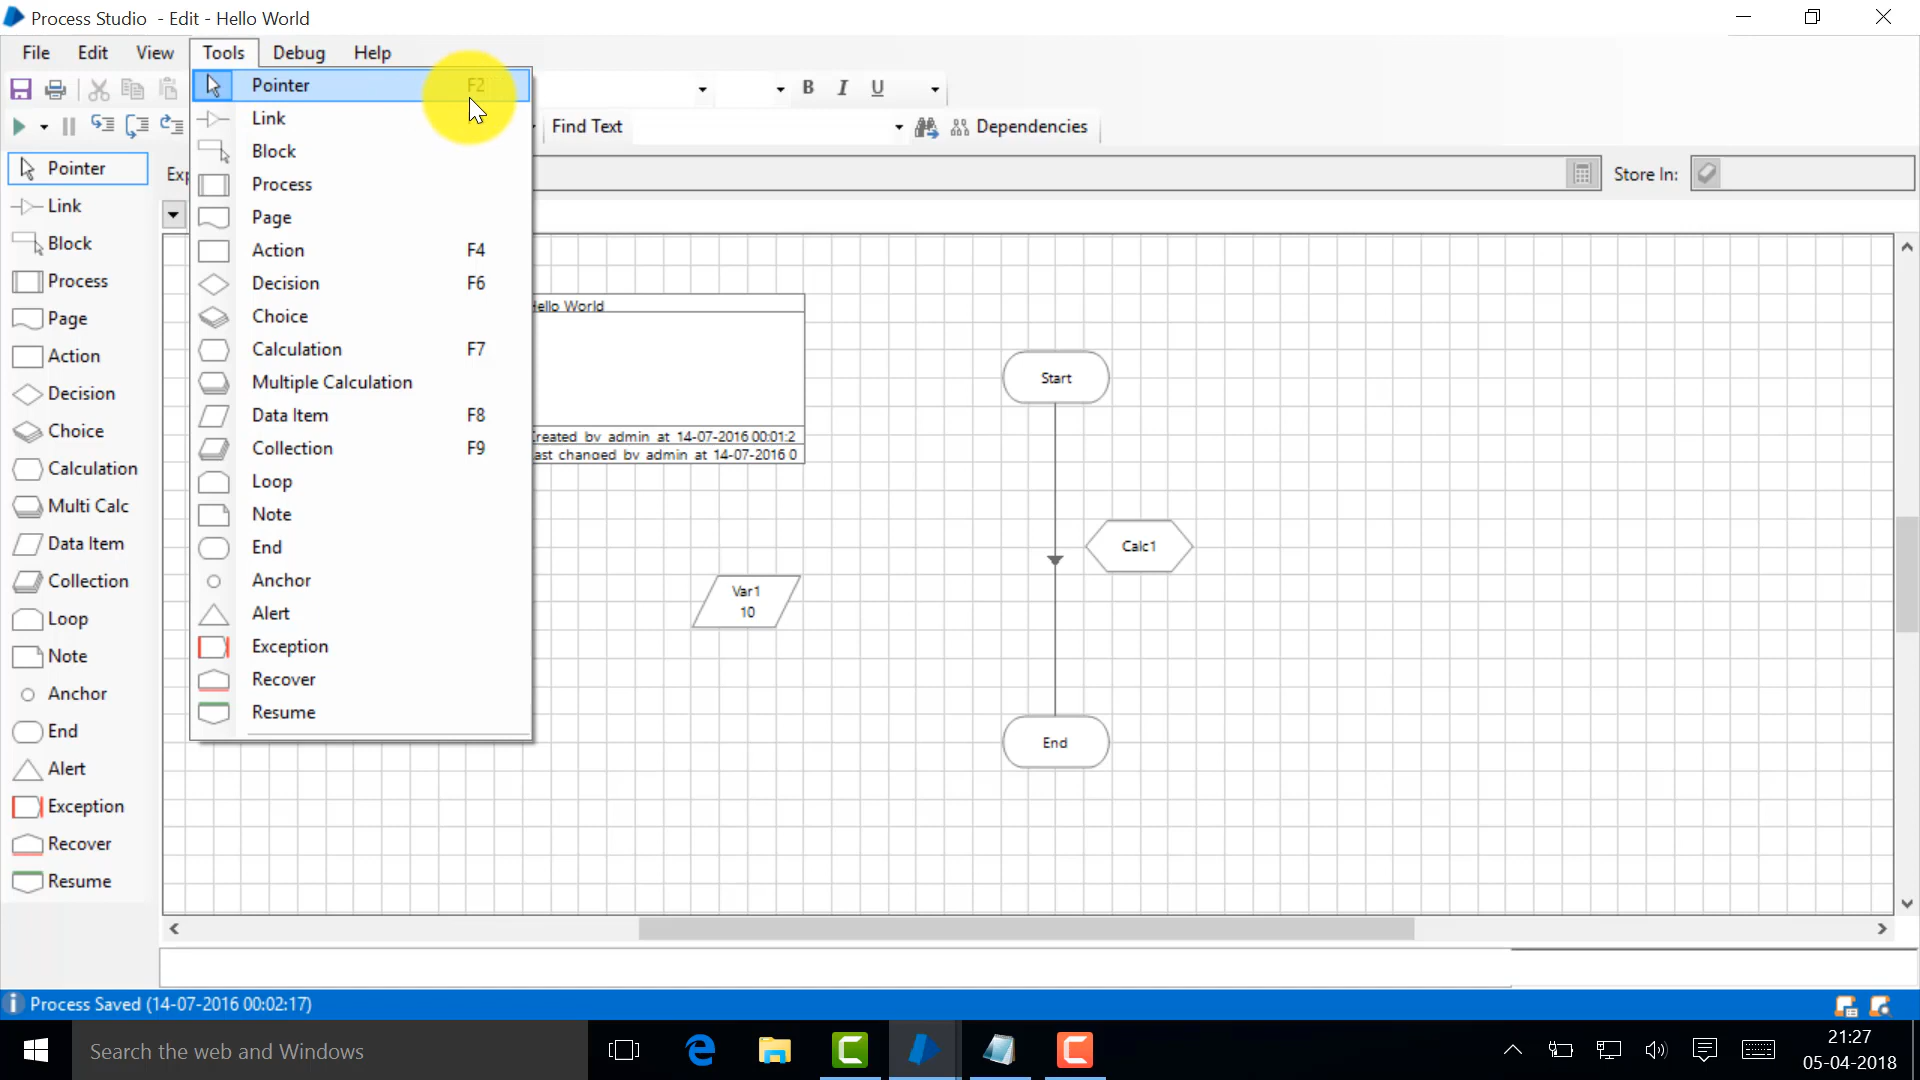 Process Studio - Edit - Hello World
File Edit View Tools Debug Help
B I U
Find Text Dependencies
Store In:
Pointer
Link
Block
Process
Page
Action
Decision
Choice
Calculation
Multi Calc
Data Item
Collection
Loop
Note
Anchor
End
Alert
Exception
Recover
Resume
Pointer F2
Link
Block
Process
Page
Action F4
Decision F6
Choice
Calculation F7
Multiple Calculation
Data Item F8
Collection F9
Loop
Note
End
Anchor
Alert
Exception
Recover
Resume
Hello World
Created by admin at 14-07-2016 00:01:2
last changed by admin at 14-07-2016 0
Start
Calc1
Var1
10
End
Process Saved (14-07-2016 00:02:17)
Search the web and Windows
21:27
05-04-2018